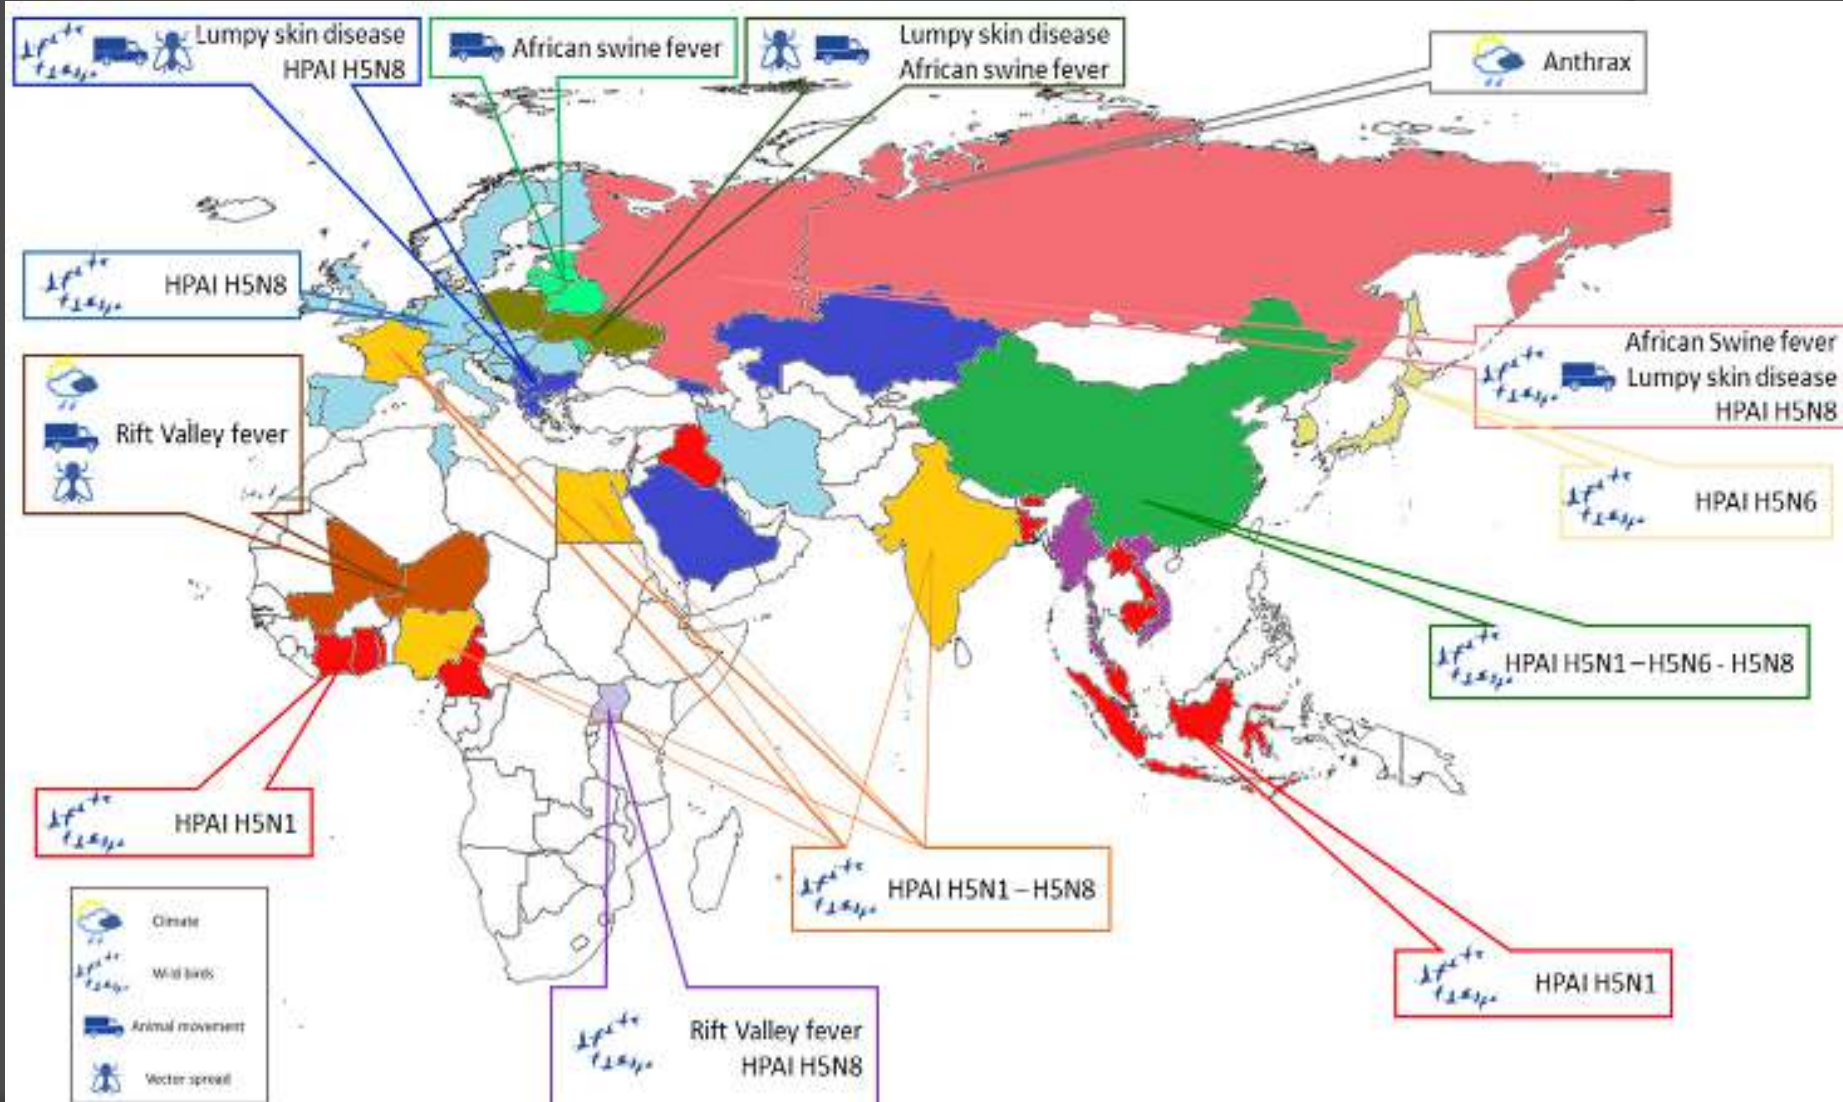 Lumpy skin disease
HPAI H5N8
African swine fever
Lumpy skin disease
African swine fever
Anthrax
HPAI H5N8
African Swine fever
Lumpy skin disease
HPAI H5N8
Rift Valley fever
HPAI H5N6
HPAI H5N1 – H5N6 - H5N8
HPAI H5N1
HPAI H5N1 – H5N8
HPAI H5N1
Rift Valley fever
HPAI H5N8
Climate
Wild birds
Animal movement
Vecter spread